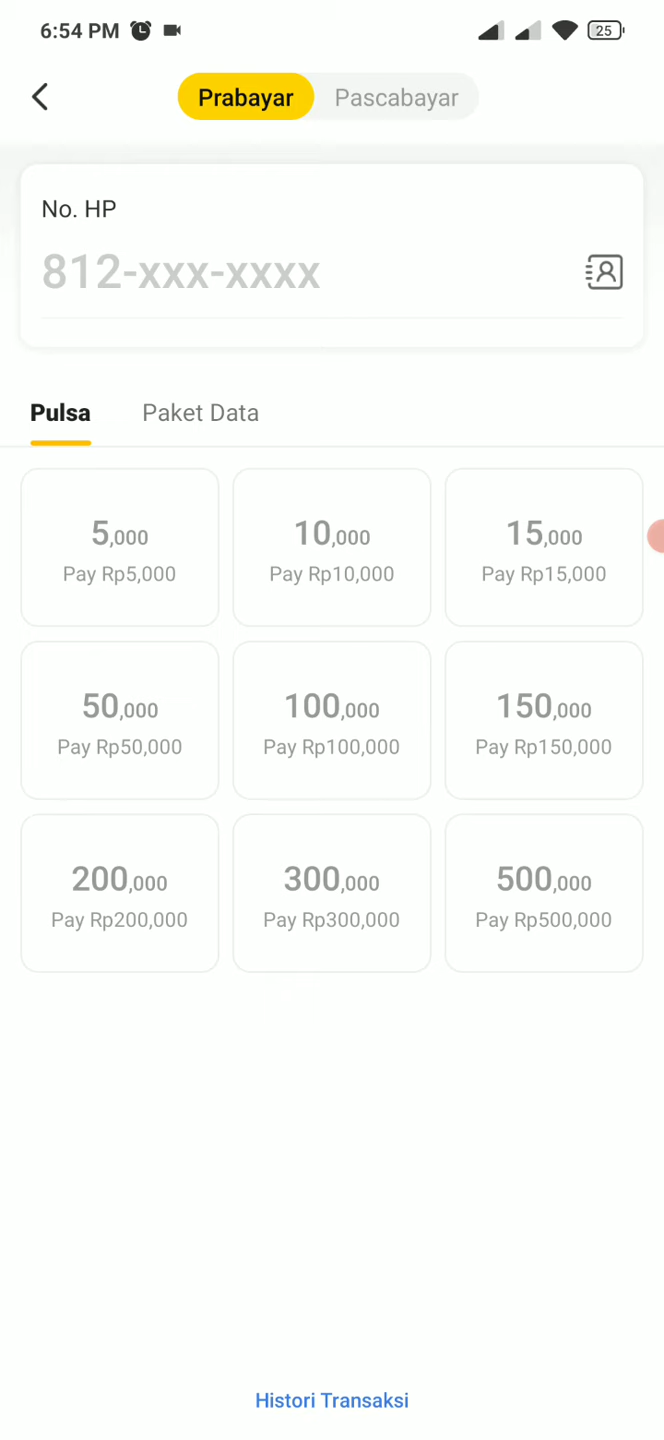 6:54 PM
25
Prabayar Pascabayar
No. HP
812-xxx-xxxx
Pulsa Paket Data
5,000 10,000 15,000
Pay Rp5,000 Pay Rp10,000 Pay Rp15,000
50,000 100,000 150,000
Pay Rp50,000 Pay Rp100,000 Pay Rp150,000
200,000 300,000 500,000
Pay Rp200,000 Pay Rp300,000 Pay Rp500,000
Histori Transaksi